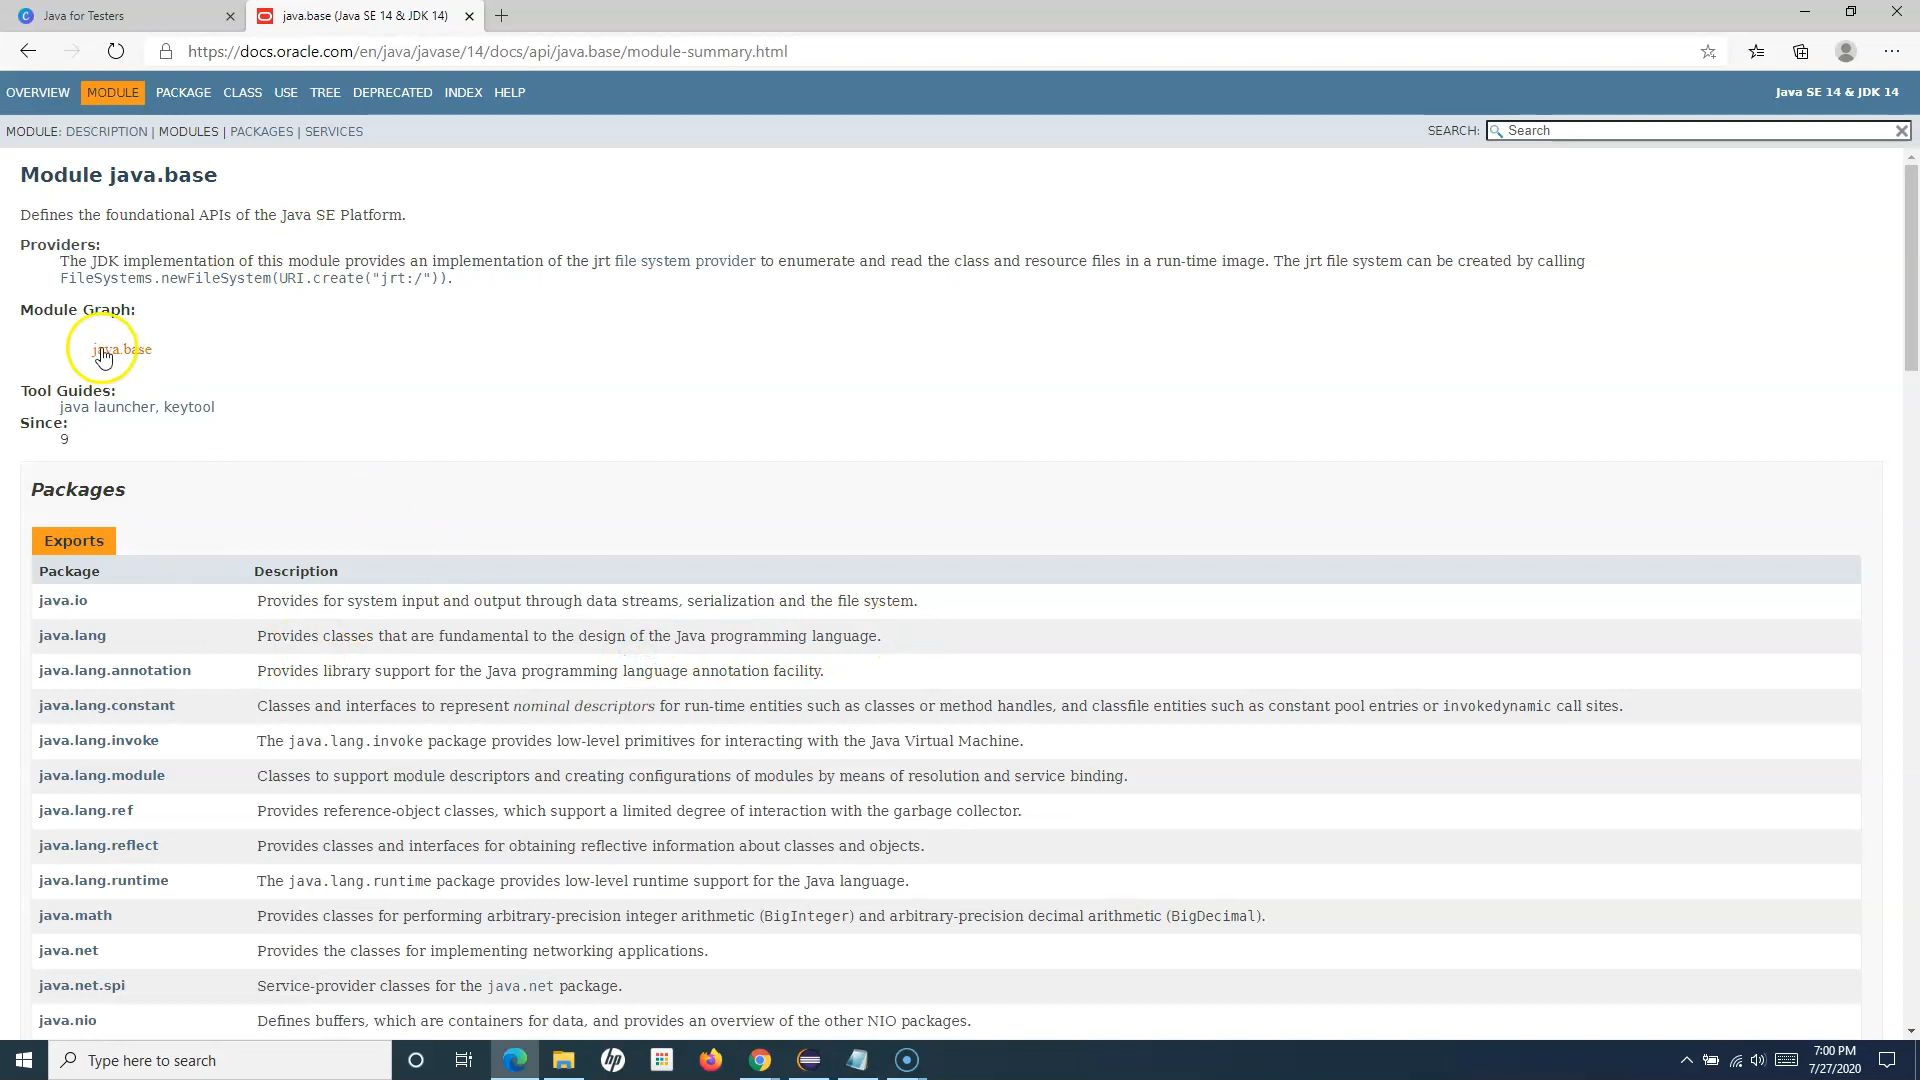 Java for Testers
java.base (Java SE 14 & JDK 14)
https://docs.oracle.com/en/java/javase/14/docs/api/java.base/module-summary.html
OVERVIEW MODULE PACKAGE CLASS USE TREE DEPRECATED INDEX HELP
Java SE 14 & JDK 14
MODULE: DESCRIPTION | MODULES | PACKAGES | SERVICES
SEARCH: Search
Module java.base
Defines the foundational APIs of the Java SE Platform.
Providers:
The JDK implementation of this module provides an implementation of the jrt file system provider to enumerate and read the class and resource files in a run-time image. The jrt file system can be created by calling
FileSystems.newFileSystem(URI.create("jrt:/")).
Module Graph:
java.base
Tool Guides:
java launcher, keytool
Since:
9
Packages
Exports
Package Description
java.io Provides for system input and output through data streams, serialization and the file system.
java.lang Provides classes that are fundamental to the design of the Java programming language.
java.lang.annotation Provides library support for the Java programming language annotation facility.
java.lang.constant Classes and interfaces to represent nominal descriptors for run-time entities such as classes or method handles, and classfile entities such as constant pool entries or invokedynamic call sites.
java.lang.invoke The java.lang.invoke package provides low-level primitives for interacting with the Java Virtual Machine.
java.lang.module Classes to support module descriptors and creating configurations of modules by means of resolution and service binding.
java.lang.ref Provides reference-object classes, which support a limited degree of interaction with the garbage collector.
java.lang.reflect Provides classes and interfaces for obtaining reflective information about classes and objects.
java.lang.runtime The java.lang.runtime package provides low-level runtime support for the Java language.
java.math Provides classes for performing arbitrary-precision integer arithmetic (BigInteger) and arbitrary-precision decimal arithmetic (BigDecimal).
java.net Provides the classes for implementing networking applications.
java.net.spi Service-provider classes for the java.net package.
java.nio Defines buffers, which are containers for data, and provides an overview of the other NIO packages.
Type here to search
hp
7:00 PM
7/27/2020